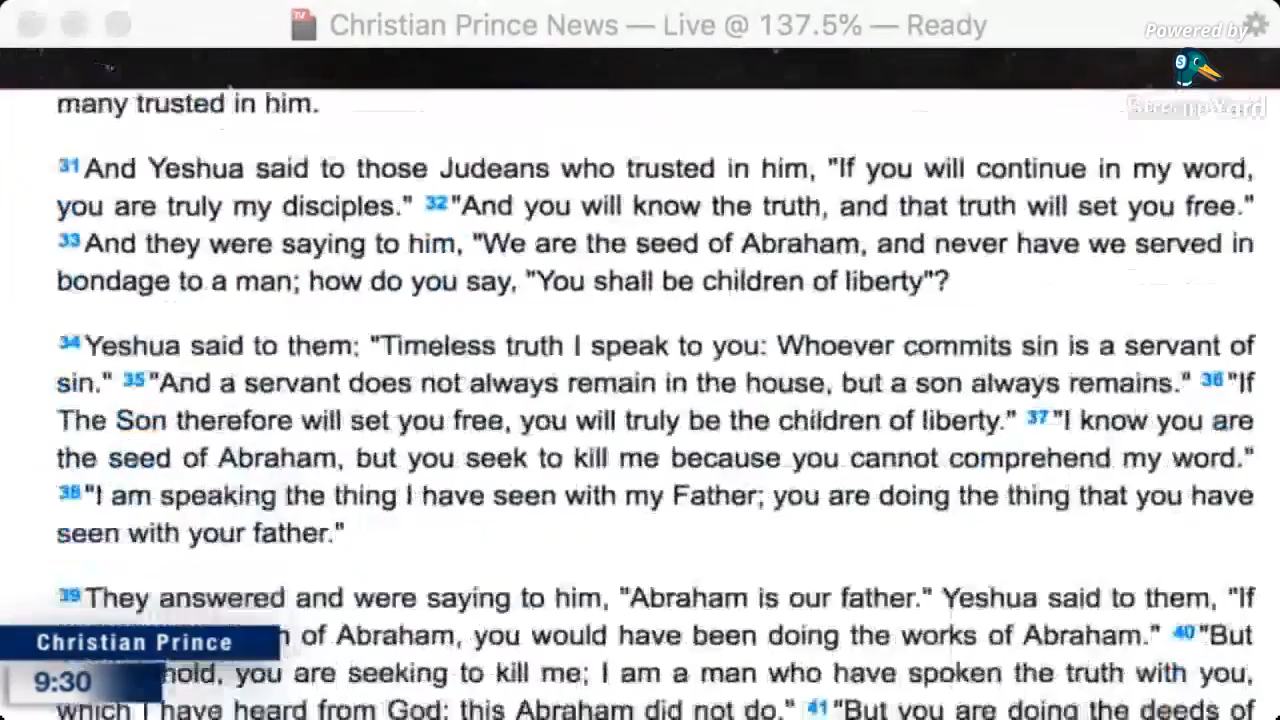 Christian Prince News — Live @ 137.5% — Ready
Powered by
StreamYard
many trusted in him.
31 And Yeshua said to those Judeans who trusted in him, "If you will continue in my word,
you are truly my disciples." 32 "And you will know the truth, and that truth will set you free."
33 And they were saying to him, "We are the seed of Abraham, and never have we served in
bondage to a man; how do you say, "You shall be children of liberty"?
34 Yeshua said to them; "Timeless truth I speak to you: Whoever commits sin is a servant of
sin." 35 "And a servant does not always remain in the house, but a son always remains." 36 "If
The Son therefore will set you free, you will truly be the children of liberty." 37 "I know you are
the seed of Abraham, but you seek to kill me because you cannot comprehend my word."
38 "I am speaking the thing I have seen with my Father; you are doing the thing that you have
seen with your father."
39 They answered and were saying to him, "Abraham is our father." Yeshua said to them, "If
of Abraham, you would have been doing the works of Abraham." 40 "But
you are seeking to kill me; I am a man who have spoken the truth with you,
which I have heard from God; this Abraham did not do." 41 "But you are doing the deeds of
Christian Prince
9:30